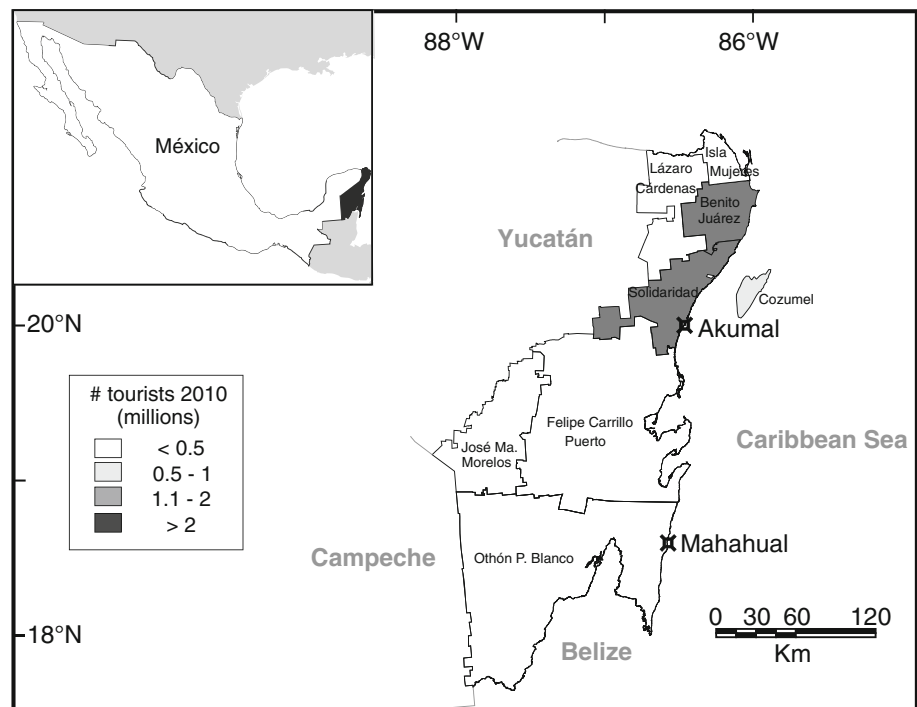 88°W
86°W
México
Isla
Mujeres
Lázaro
Cárdenas
Benito
Juárez
Yucatán
Solidaridad
Cozumel
20°N
Akumal
# tourists 2010
(millions)
< 0.5
0.5 - 1
1.1 - 2
> 2
Felipe Carrillo
Puerto
José Ma.
Morelos
Caribbean Sea
Campeche
Othón P. Blanco
Mahahual
18°N
Belize
0 30 60 120
Km